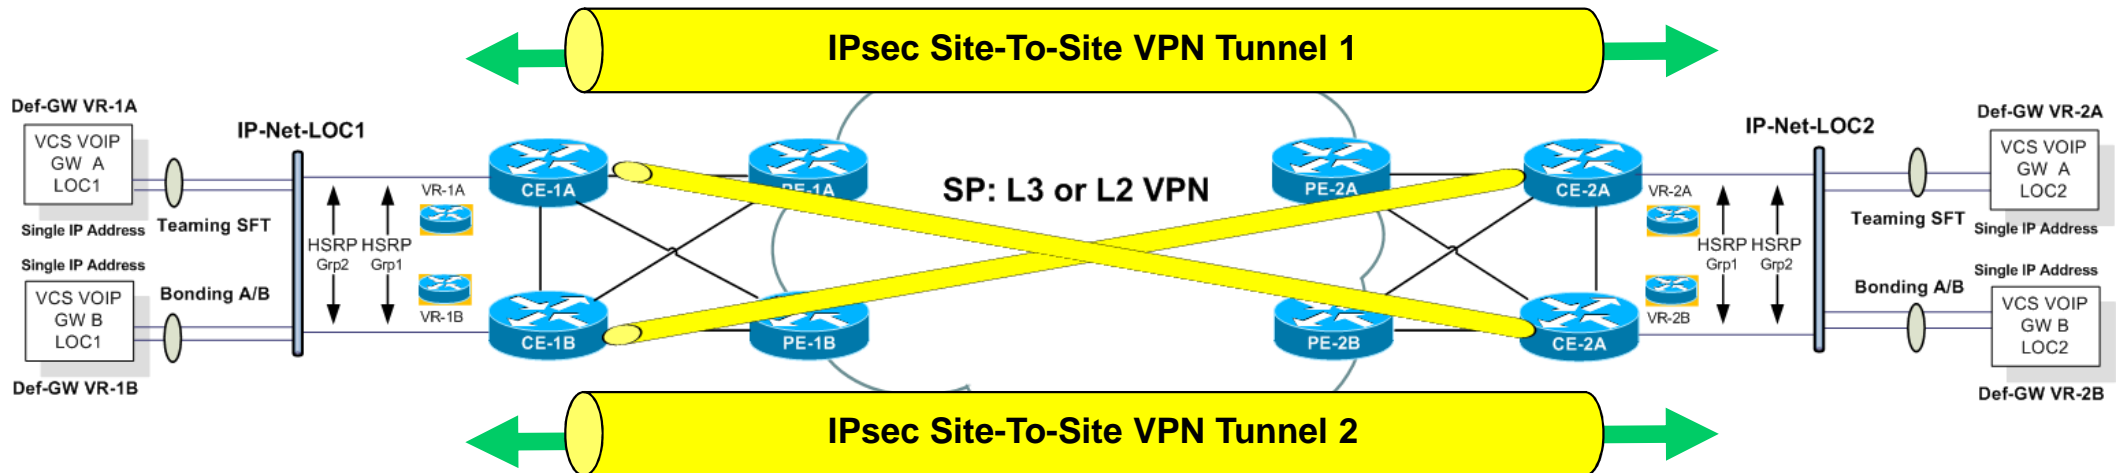 IPsec Site-To-Site VPN Tunnel 1
Def-GW VR-1A
VCS VOIP
GW A
LOC1
Single IP Address
Teaming SFT
IP-Net-LOC1
Single IP Address
VCS VOIP
GW B
LOC1
Bonding A/B
Def-GW VR-1B
HSRP
Grp2
HSRP
Grp1
VR-1A
VR-1B
CE-1A
CE-1B
PE-1A
PE-1B
SP: L3 or L2 VPN
PE-2A
PE-2B
CE-2A
CE-2A
VR-2A
VR-2B
HSRP
Grp1
HSRP
Grp2
IP-Net-LOC2
Teaming SFT
Bonding A/B
Def-GW VR-2A
VCS VOIP
GW A
LOC2
Single IP Address
Single IP Address
VCS VOIP
GW B
LOC2
Def-GW VR-2B
IPsec Site-To-Site VPN Tunnel 2